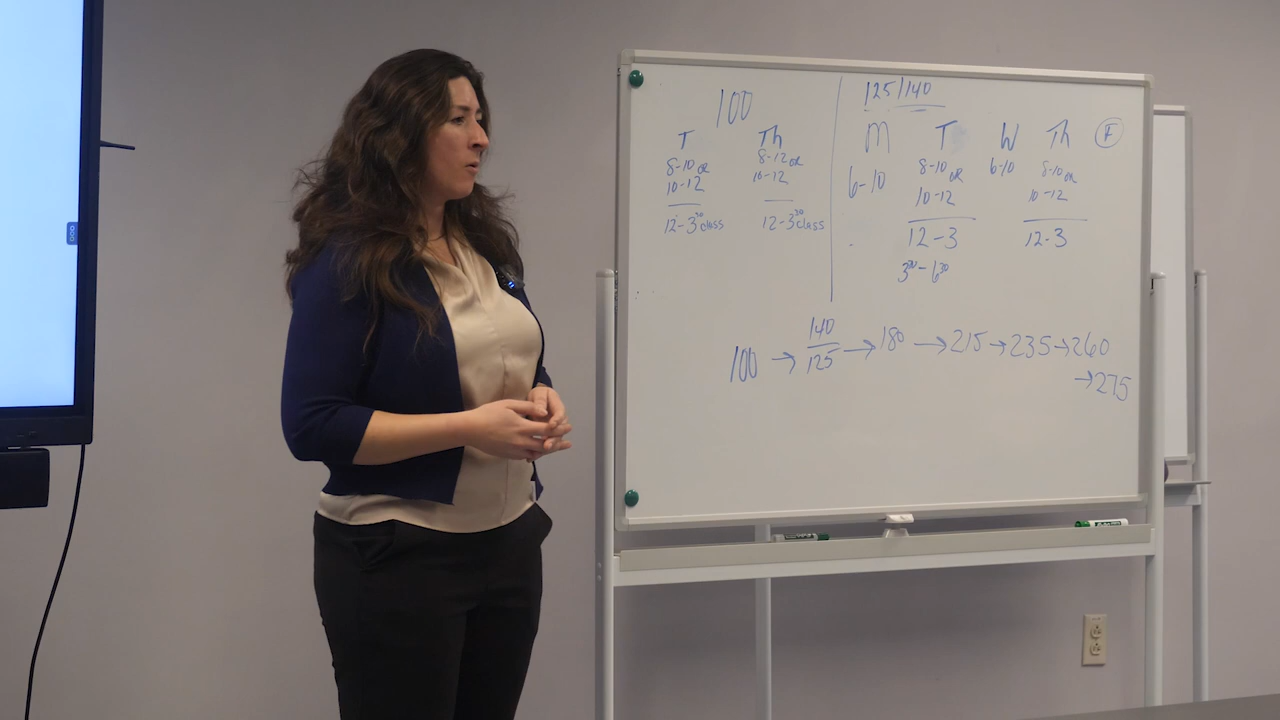 100
T Th
8-10 OR 8-12 OR
10-12 10-12
12-3³⁰ class 12-3³⁰ class
125/140
M T W Th F
6-10 8-10 OR 6-10 8-10 OR
10-12 10-12
12-3 12-3
3³⁰-6³⁰
100 → 140/125 → 180 → 215 → 235 → 260
→ 275